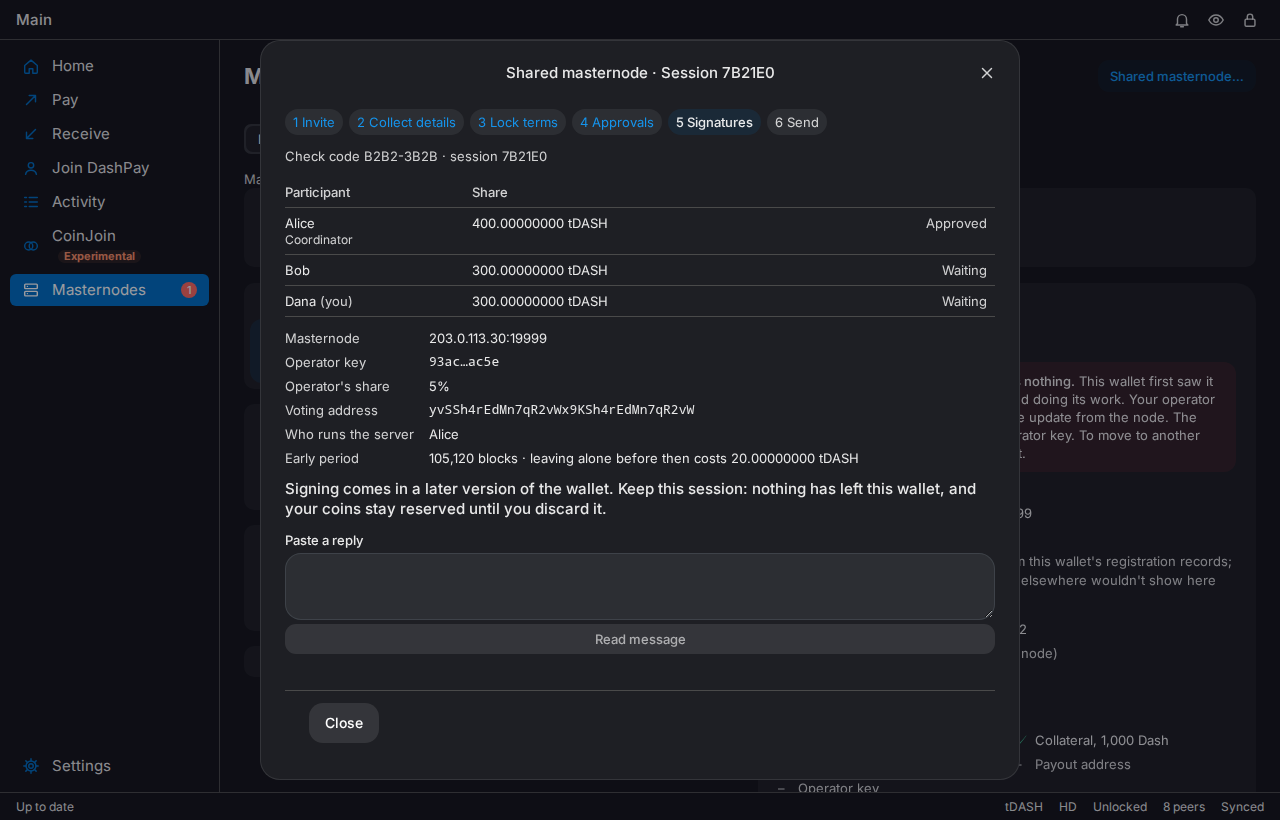 Main
Home
Pay
Receive
Join DashPay
Activity
CoinJoin
Experimental
Masternodes
1
Settings
Shared masternode...
Shared masternode · Session 7B21E0
1 Invite
2 Collect details
3 Lock terms
4 Approvals
5 Signatures
6 Send
Check code B2B2-3B2B · session 7B21E0
Participant Share
Alice 400.00000000 tDASH Approved
Coordinator
Bob 300.00000000 tDASH Waiting
Dana (you) 300.00000000 tDASH Waiting
Masternode 203.0.113.30:19999
Operator key 93ac…ac5e
Operator's share 5%
Voting address yvSSh4rEdMn7qR2vWx9KSh4rEdMn7qR2vW
Who runs the server Alice
Early period 105,120 blocks · leaving alone before then costs 20.00000000 tDASH
Signing comes in a later version of the wallet. Keep this session: nothing has left this wallet, and
your coins stay reserved until you discard it.
Paste a reply
Read message
Close
nothing. This wallet first saw it
d doing its work. Your operator
update from the node. The
rator key. To move to another
t.
99
this wallet's registration records;
elsewhere wouldn't show here
2
node)
Collateral, 1,000 Dash
Payout address
– Operator key
Up to date
tDASH HD Unlocked 8 peers Synced